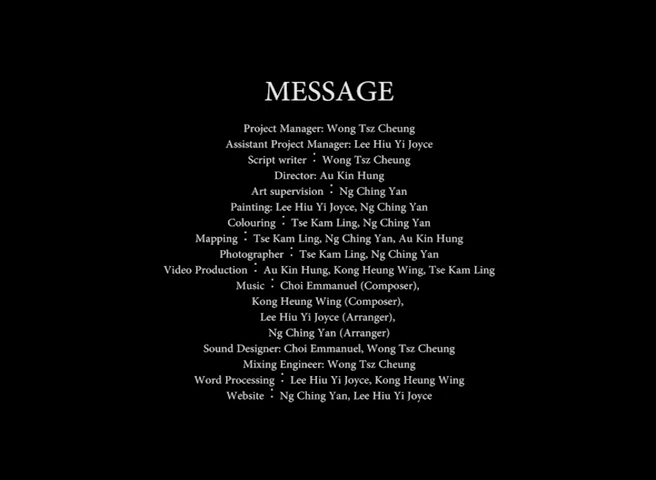 MESSAGE
Project Manager: Wong Tsz Cheung
Assistant Project Manager: Lee Hiu Yi Joyce
Script writer： Wong Tsz Cheung
Director: Au Kin Hung
Art supervision： Ng Ching Yan
Painting: Lee Hiu Yi Joyce, Ng Ching Yan
Colouring： Tse Kam Ling, Ng Ching Yan
Mapping： Tse Kam Ling, Ng Ching Yan, Au Kin Hung
Photographer： Tse Kam Ling, Ng Ching Yan
Video Production： Au Kin Hung, Kong Heung Wing, Tse Kam Ling
Music： Choi Emmanuel (Composer),
Kong Heung Wing (Composer),
Lee Hiu Yi Joyce (Arranger),
Ng Ching Yan (Arranger)
Sound Designer: Choi Emmanuel, Wong Tsz Cheung
Mixing Engineer: Wong Tsz Cheung
Word Processing： Lee Hiu Yi Joyce, Kong Heung Wing
Website： Ng Ching Yan, Lee Hiu Yi Joyce